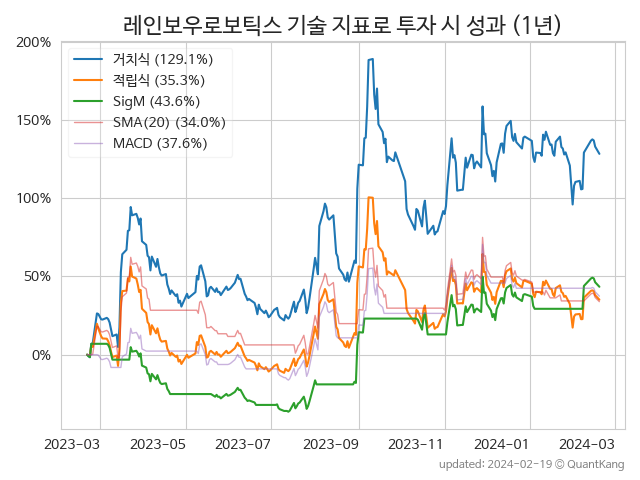 레인보우로보틱스 기술 지표로 투자 시 성과 (1년)
200%
150%
100%
50%
0%
거치식 (129.1%)
적립식 (35.3%)
SigM (43.6%)
SMA(20) (34.0%)
MACD (37.6%)
2023-03 2023-05 2023-07 2023-09 2023-11 2024-01 2024-03
updated: 2024-02-19 © QuantKang